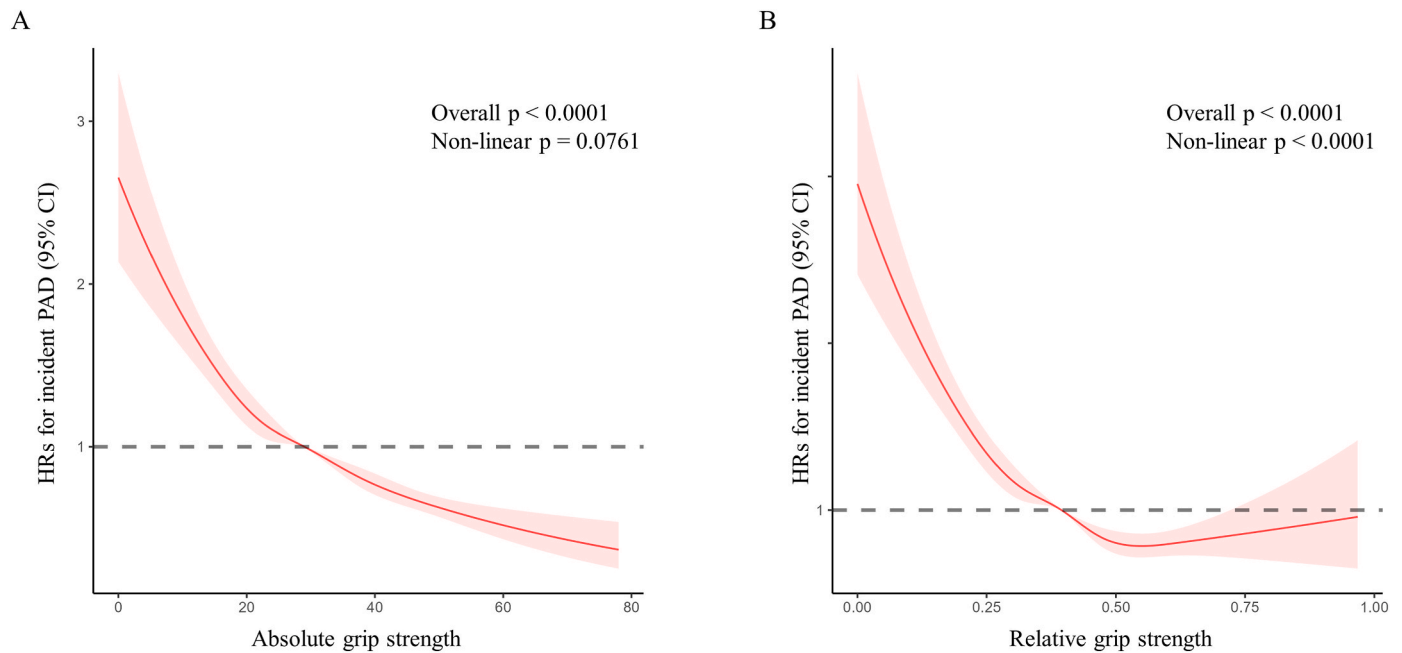 A
HRs for incident PAD (95% CI)
3
2
1
Overall p < 0.0001
Non-linear p = 0.0761
0 20 40 60 80
Absolute grip strength
B
HRs for incident PAD (95% CI)
1
Overall p < 0.0001
Non-linear p < 0.0001
0.00 0.25 0.50 0.75 1.00
Relative grip strength